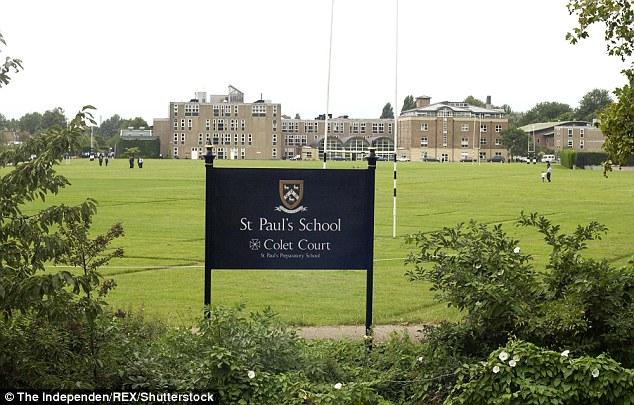 St Paul's School
Colet Court
St Paul's Preparatory School
© The Independen/REX/Shutterstock